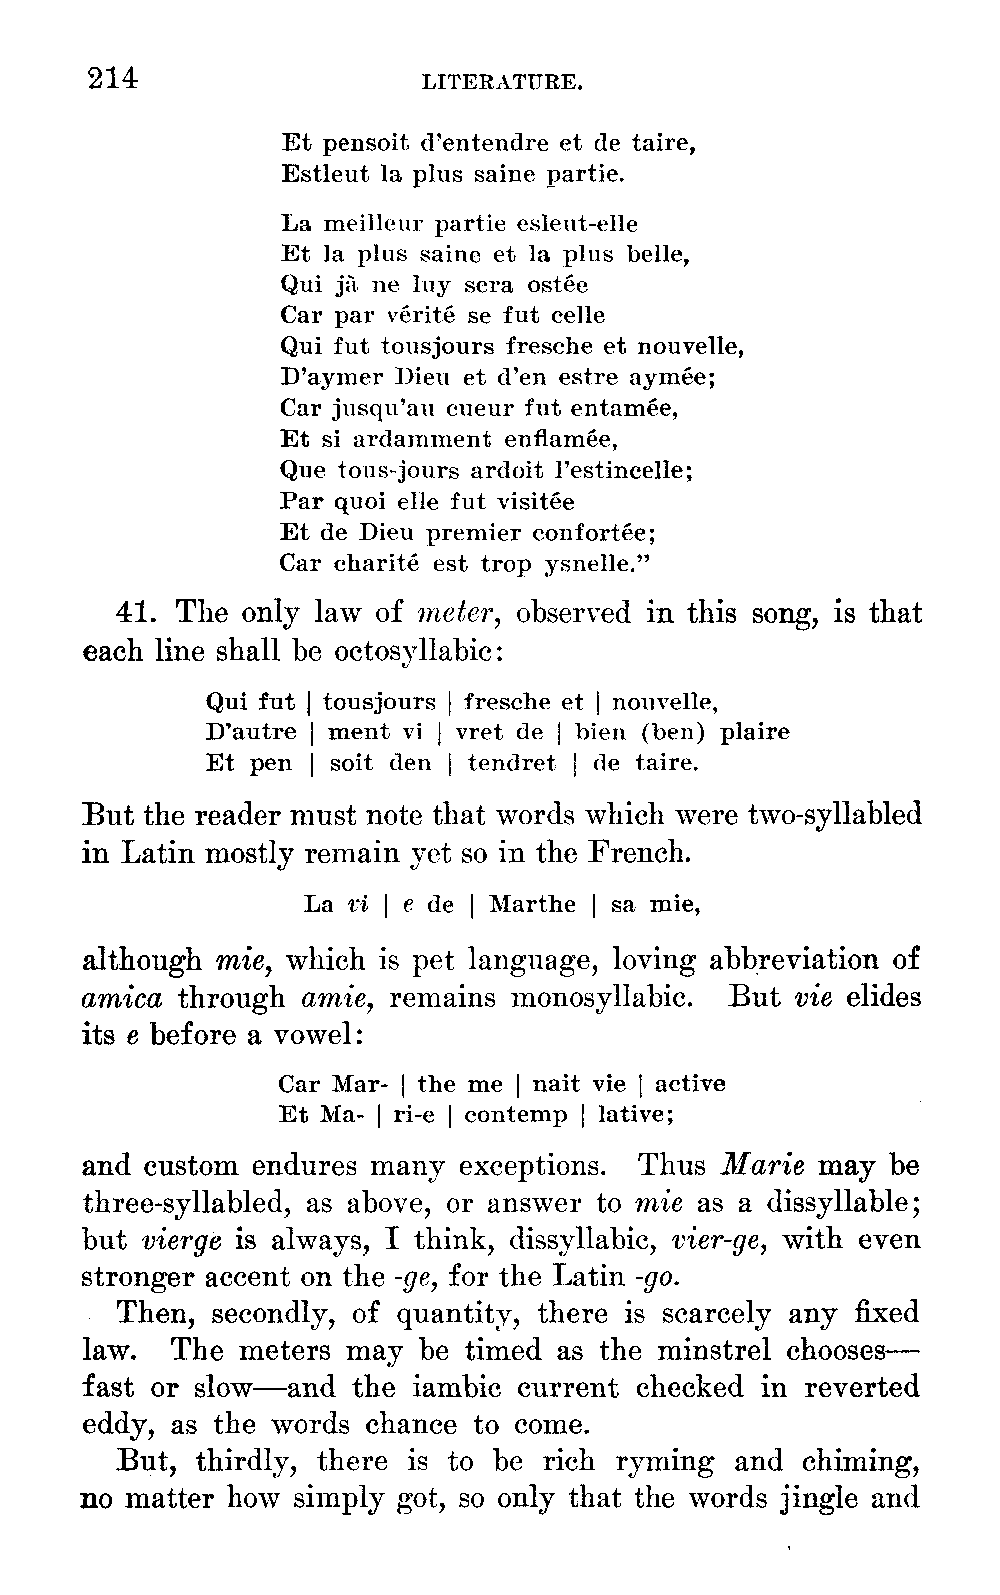 214 LITERATURE.
Et pensoit d'entendre et de taire,
Estleut la plus saine partie.
La meilleur partie esleut-elle
Et la plus saine et la plus belle,
Qui jà ne luy sera ostée
Car par vérité se fut celle
Qui fut tousjours fresche et nouvelle,
D'aymer Dieu et d'en estre aymée;
Car jusqu'au cueur fut entamée,
Et si ardamment enflamée,
Que tous-jours ardoit l'estincelle;
Par quoi elle fut visitée
Et de Dieu premier confortée;
Car charité est trop ysnelle."
41. The only law of meter, observed in this song, is that
each line shall be octosyllabic:
Qui fut | tousjours | fresche et | nouvelle,
D'autre | ment vi | vret de | bien (ben) plaire
Et pen | soit den | tendret | de taire.
But the reader must note that words which were two-syllabled
in Latin mostly remain yet so in the French.
La vi | e de | Marthe | sa mie,
although mie, which is pet language, loving abbreviation of
amica through amie, remains monosyllabic. But vie elides
its e before a vowel:
Car Mar- | the me | nait vie | active
Et Ma- | ri-e | contemp | lative;
and custom endures many exceptions. Thus Marie may be
three-syllabled, as above, or answer to mie as a dissyllable;
but vierge is always, I think, dissyllabic, vier-ge, with even
stronger accent on the -ge, for the Latin -go.
Then, secondly, of quantity, there is scarcely any fixed
law. The meters may be timed as the minstrel chooses—
fast or slow—and the iambic current checked in reverted
eddy, as the words chance to come.
But, thirdly, there is to be rich ryming and chiming,
no matter how simply got, so only that the words jingle and